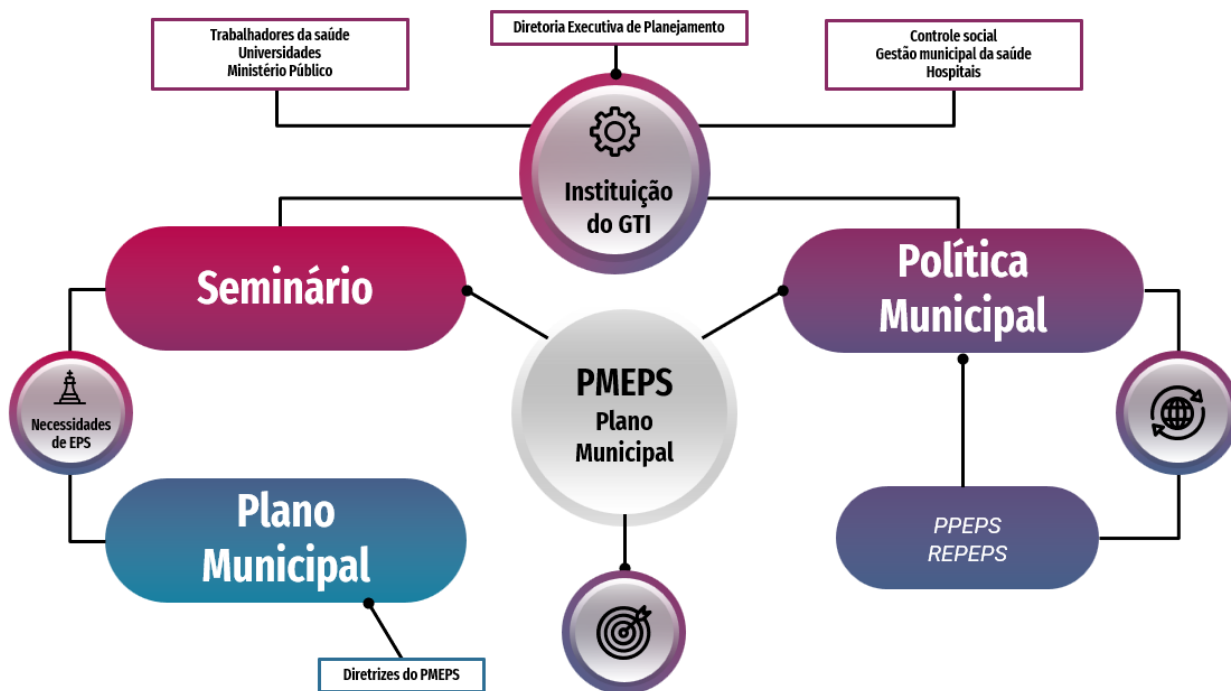 Trabalhadores da saúde
Universidades
Ministério Público
Diretoria Executiva de Planejamento
Controle social
Gestão municipal da saúde
Hospitais
Instituição
do GTI
Seminário
Política
Municipal
PMEPS
Plano
Municipal
Necessidades
de EPS
Plano
Municipal
PPEPS
REPEPS
Diretrizes do PMEPS